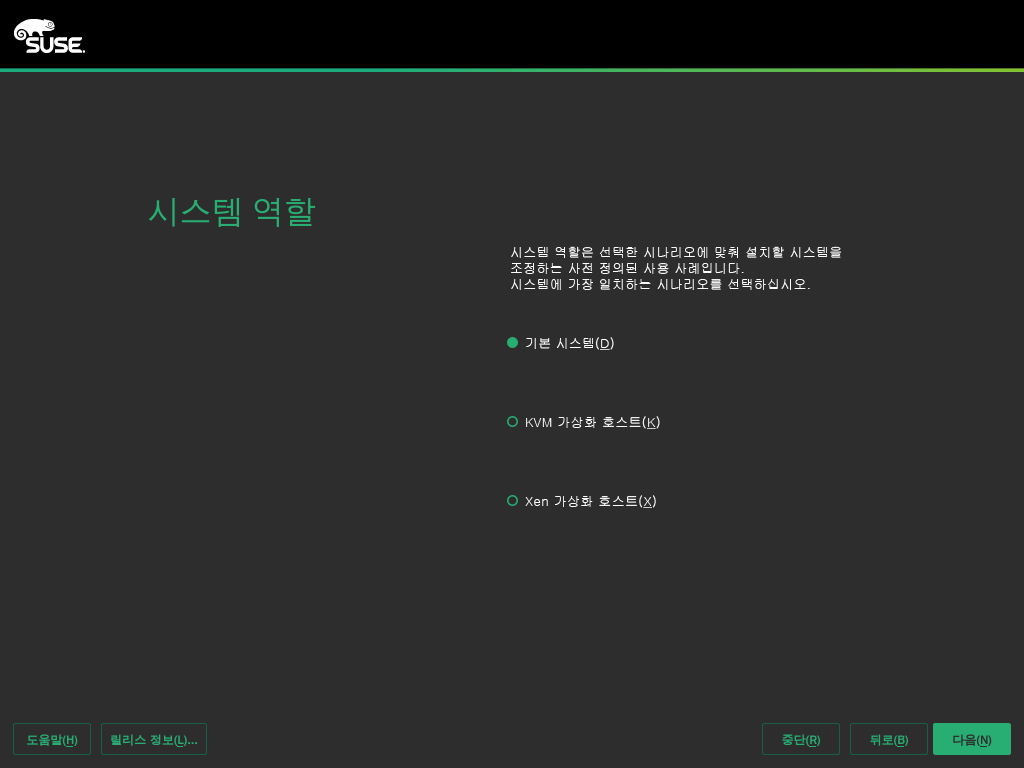 SUSE
시스템 역할
시스템 역할은 선택한 시나리오에 맞춰 설치할 시스템을
조정하는 사전 정의된 사용 사례입니다.
시스템에 가장 일치하는 시나리오를 선택하십시오.
기본 시스템(D)
KVM 가상화 호스트(K)
Xen 가상화 호스트(X)
도움말(H) 릴리스 정보(L)... 중단(R) 뒤로(B) 다음(N)